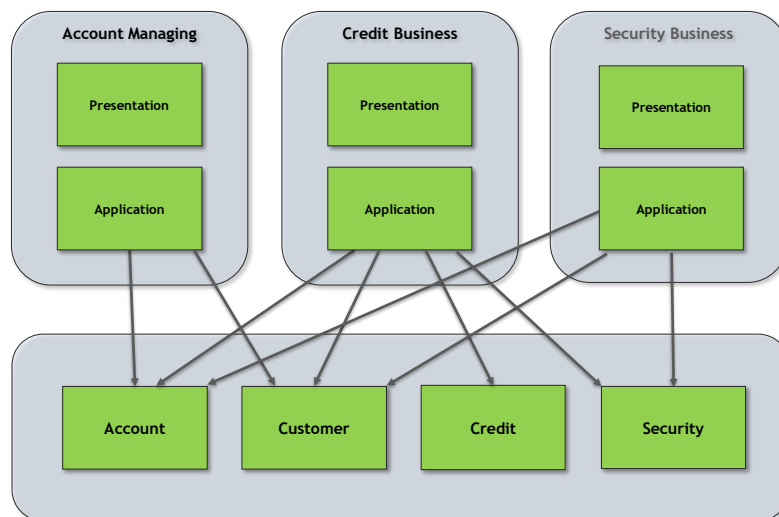 Account Managing
Credit Business
Security Business
Presentation
Presentation
Presentation
Application
Application
Application
Account
Customer
Credit
Security